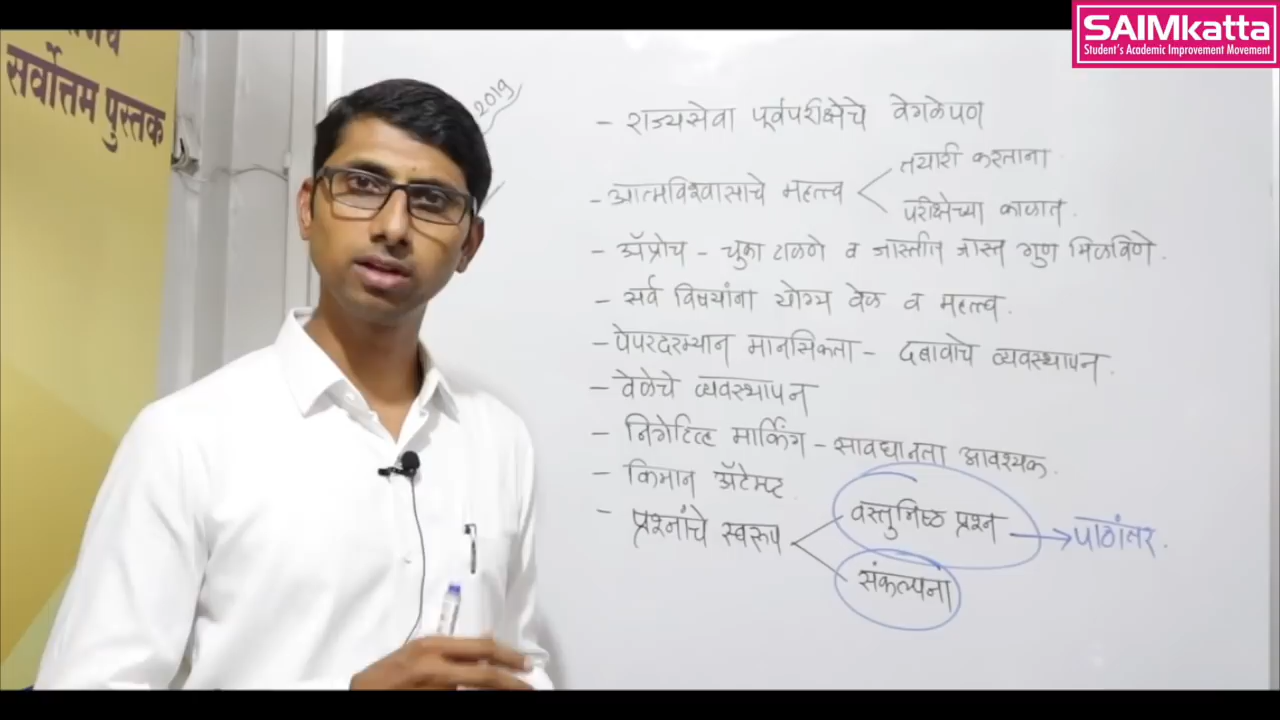 SAIMkatta
Student's Academic Improvement Movement
सर्वोत्तम पुस्तक
2019
- राज्यसेवा पूर्वपरीक्षेचे वेगळेपण
- आत्मविश्वासाचे महत्त्व < तयारी करताना
परीक्षेच्या काळात.
- ॲप्रोच - चुका टाळणे व जास्तीत जास्त गुण मिळविणे.
- सर्व विषयांना योग्य वेळ व महत्त्व.
- पेपरदरम्यान मानसिकता - दबावाचे व्यवस्थापन.
- वेळेचे व्यवस्थापन
- निगेटिव्ह मार्किंग - सावधानता आवश्यक.
- किमान ॲटेम्प्ट
- प्रश्नांचे स्वरूप < वस्तुनिष्ठ प्रश्न → पाठांतर.
संकल्पना